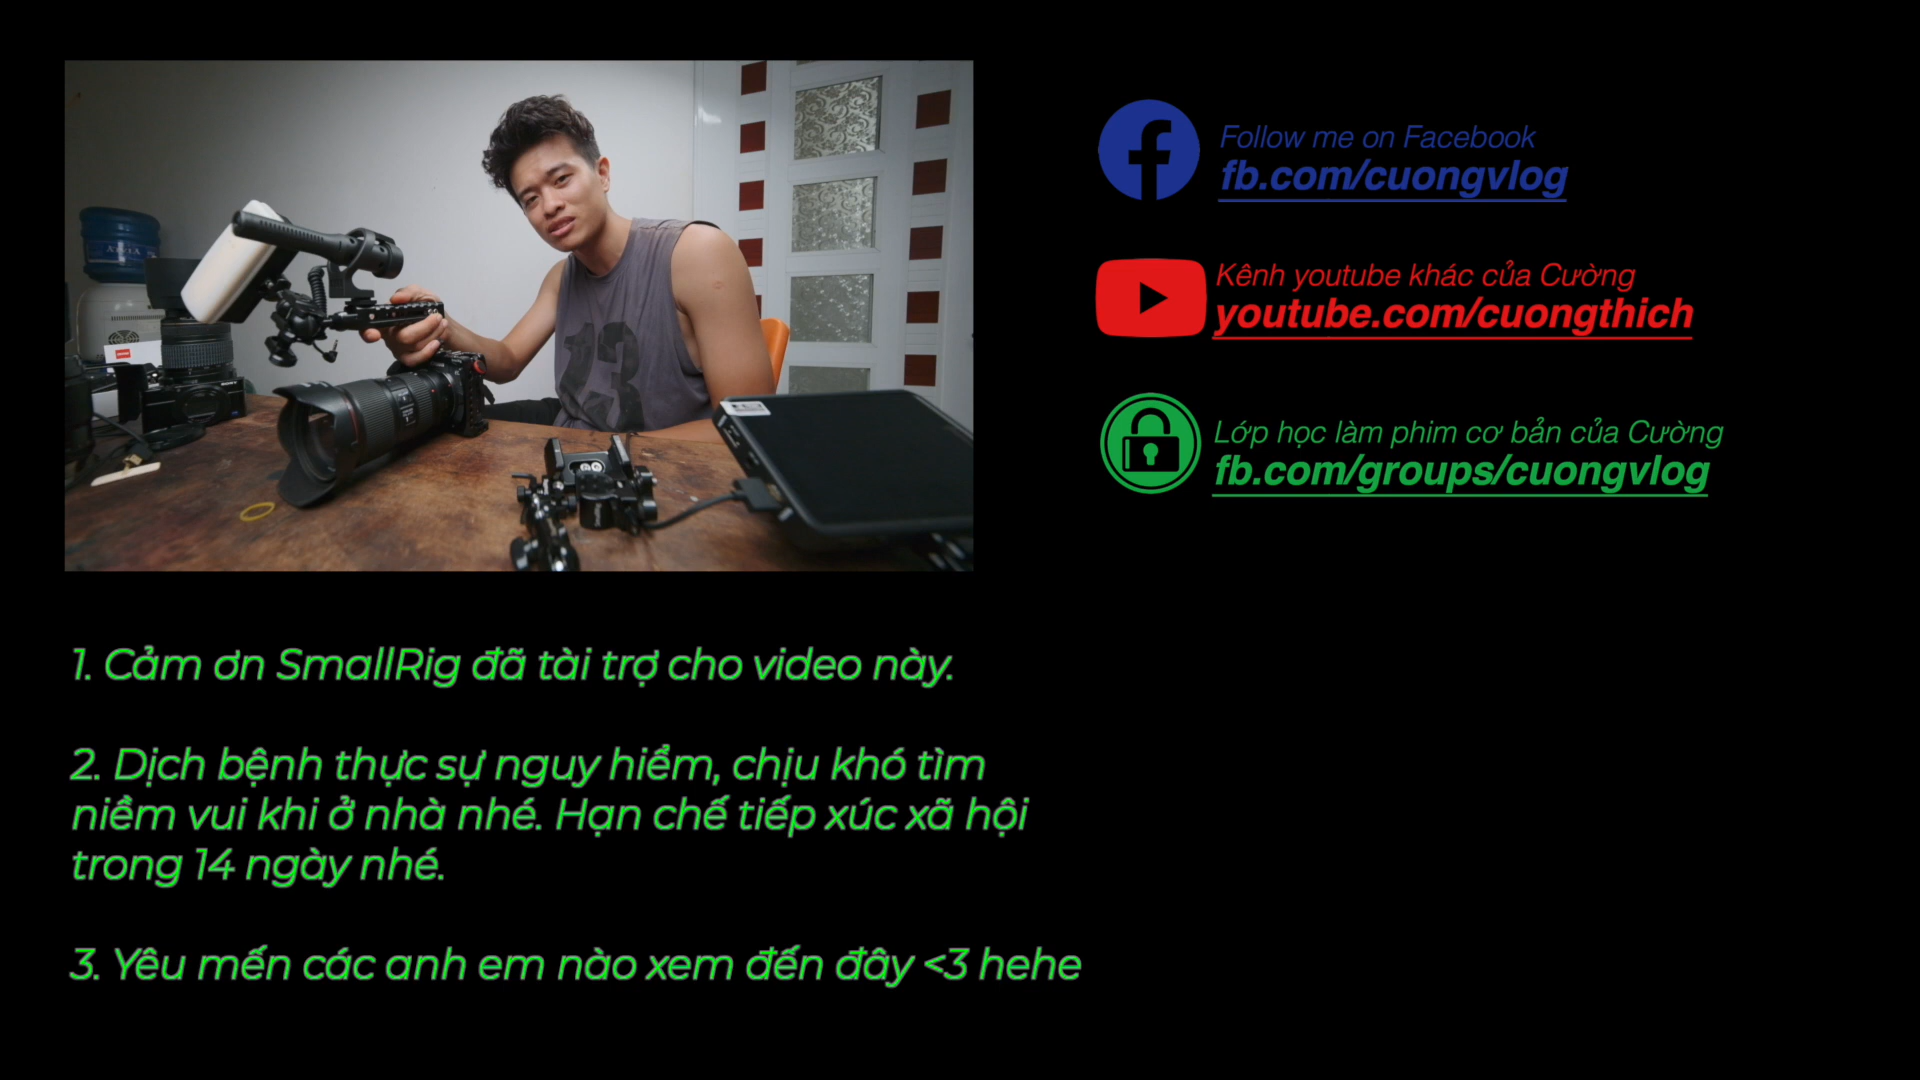 Follow me on Facebook
fb.com/cuongvlog
Kênh youtube khác của Cường
youtube.com/cuongthich
Lớp học làm phim cơ bản của Cường
fb.com/groups/cuongvlog
13
1. Cảm ơn SmallRig đã tài trợ cho video này.
2. Dịch bệnh thực sự nguy hiểm, chịu khó tìm
niềm vui khi ở nhà nhé. Hạn chế tiếp xúc xã hội
trong 14 ngày nhé.
3. Yêu mến các anh em nào xem đến đây <3 hehe